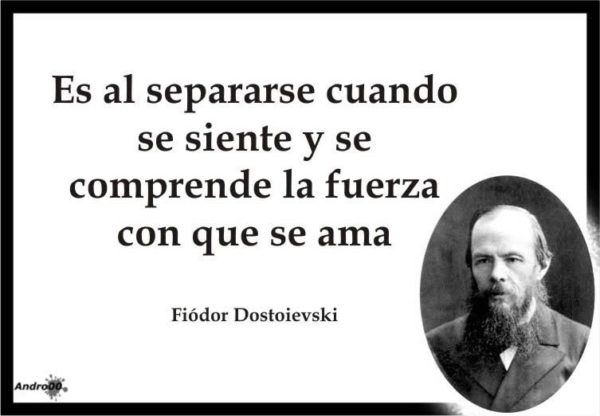 Es al separarse cuando
se siente y se
comprende la fuerza
con que se ama
Fiódor Dostoievski
Andro00®